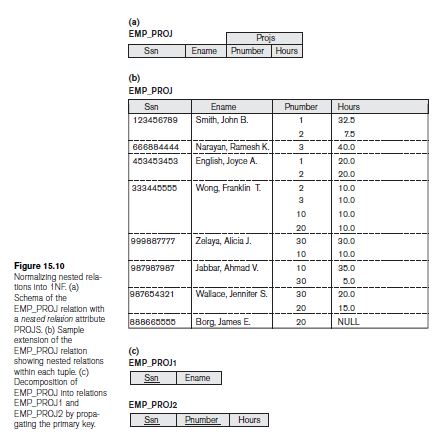 (a)
EMP_PROJ
Projs
Ssn Ename Pnumber Hours
(b)
EMP_PROJ
Ssn Ename Pnumber Hours
123456789 Smith, John B. 1 32.5
2 7.5
666884444 Narayan, Ramesh K. 3 40.0
453453453 English, Joyce A. 1 20.0
2 20.0
333445555 Wong, Franklin T. 2 10.0
3 10.0
10 10.0
20 10.0
999887777 Zelaya, Alicia J. 30 30.0
10 10.0
987987987 Jabbar, Ahmad V. 10 35.0
30 5.0
987654321 Wallace, Jennifer S. 30 20.0
20 15.0
888665555 Borg, James E. 20 NULL
Figure 15.10
Normalizing nested rela-
tions into 1NF. (a)
Schema of the
EMP_PROJ relation with
a nested relation attribute
PROJS. (b) Sample
extension of the
EMP_PROJ relation
showing nested relations
within each tuple. (c)
Decomposition of
EMP_PROJ into relations
EMP_PROJ1 and
EMP_PROJ2 by propa-
gating the primary key.
(c)
EMP_PROJ1
Ssn Ename
EMP_PROJ2
Ssn Pnumber Hours